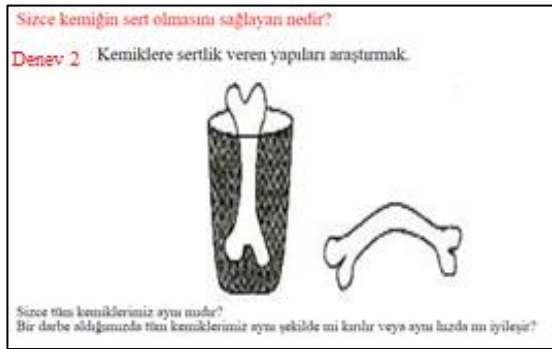 Sizce kemiğin sert olmasını sağlayan nedir?
Denev 2 Kemiklere sertlik veren yapıları araştırmak.
Sizce tüm kemiklerimiz aynı mıdır?
Bir darbe aldığımızda tüm kemiklerimiz aynı şekilde mi kırılır veya aynı hızda mı iyileşir?